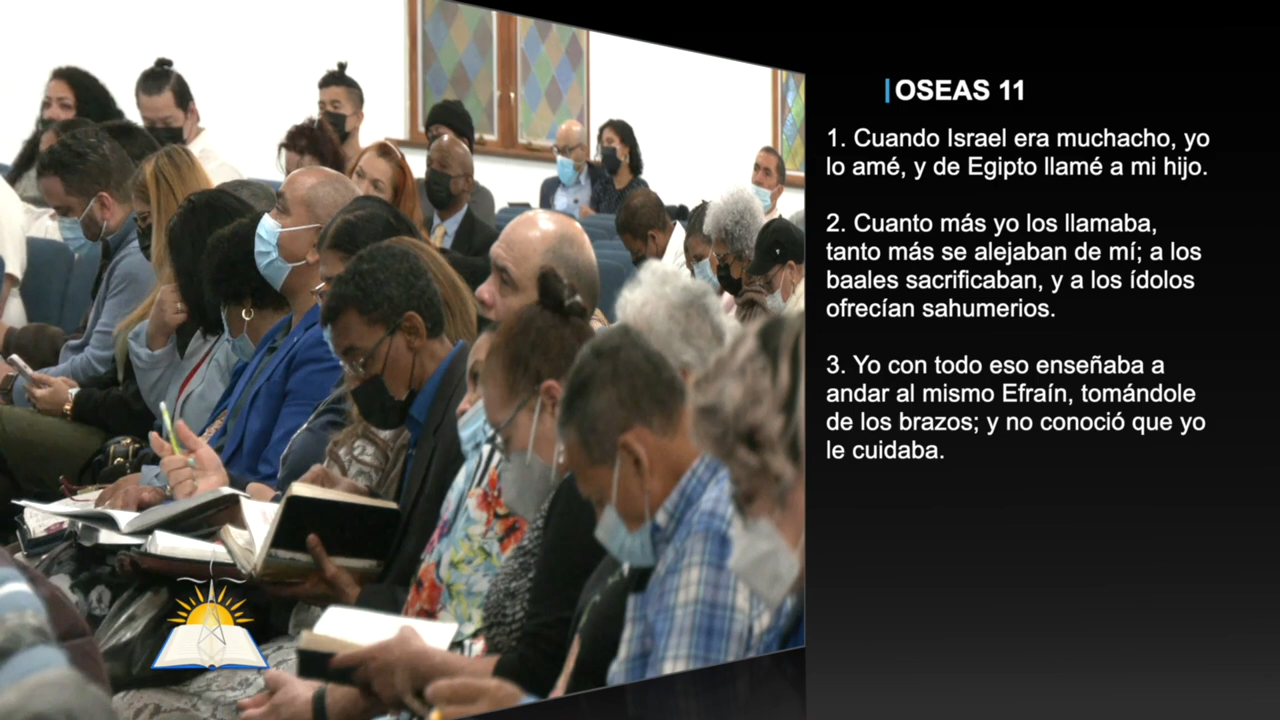 OSEAS 11
1. Cuando Israel era muchacho, yo
lo amé, y de Egipto llamé a mi hijo.
2. Cuanto más yo los llamaba,
tanto más se alejaban de mí; a los
baales sacrificaban, y a los ídolos
ofrecían sahumerios.
3. Yo con todo eso enseñaba a
andar al mismo Efraín, tomándole
de los brazos; y no conoció que yo
le cuidaba.